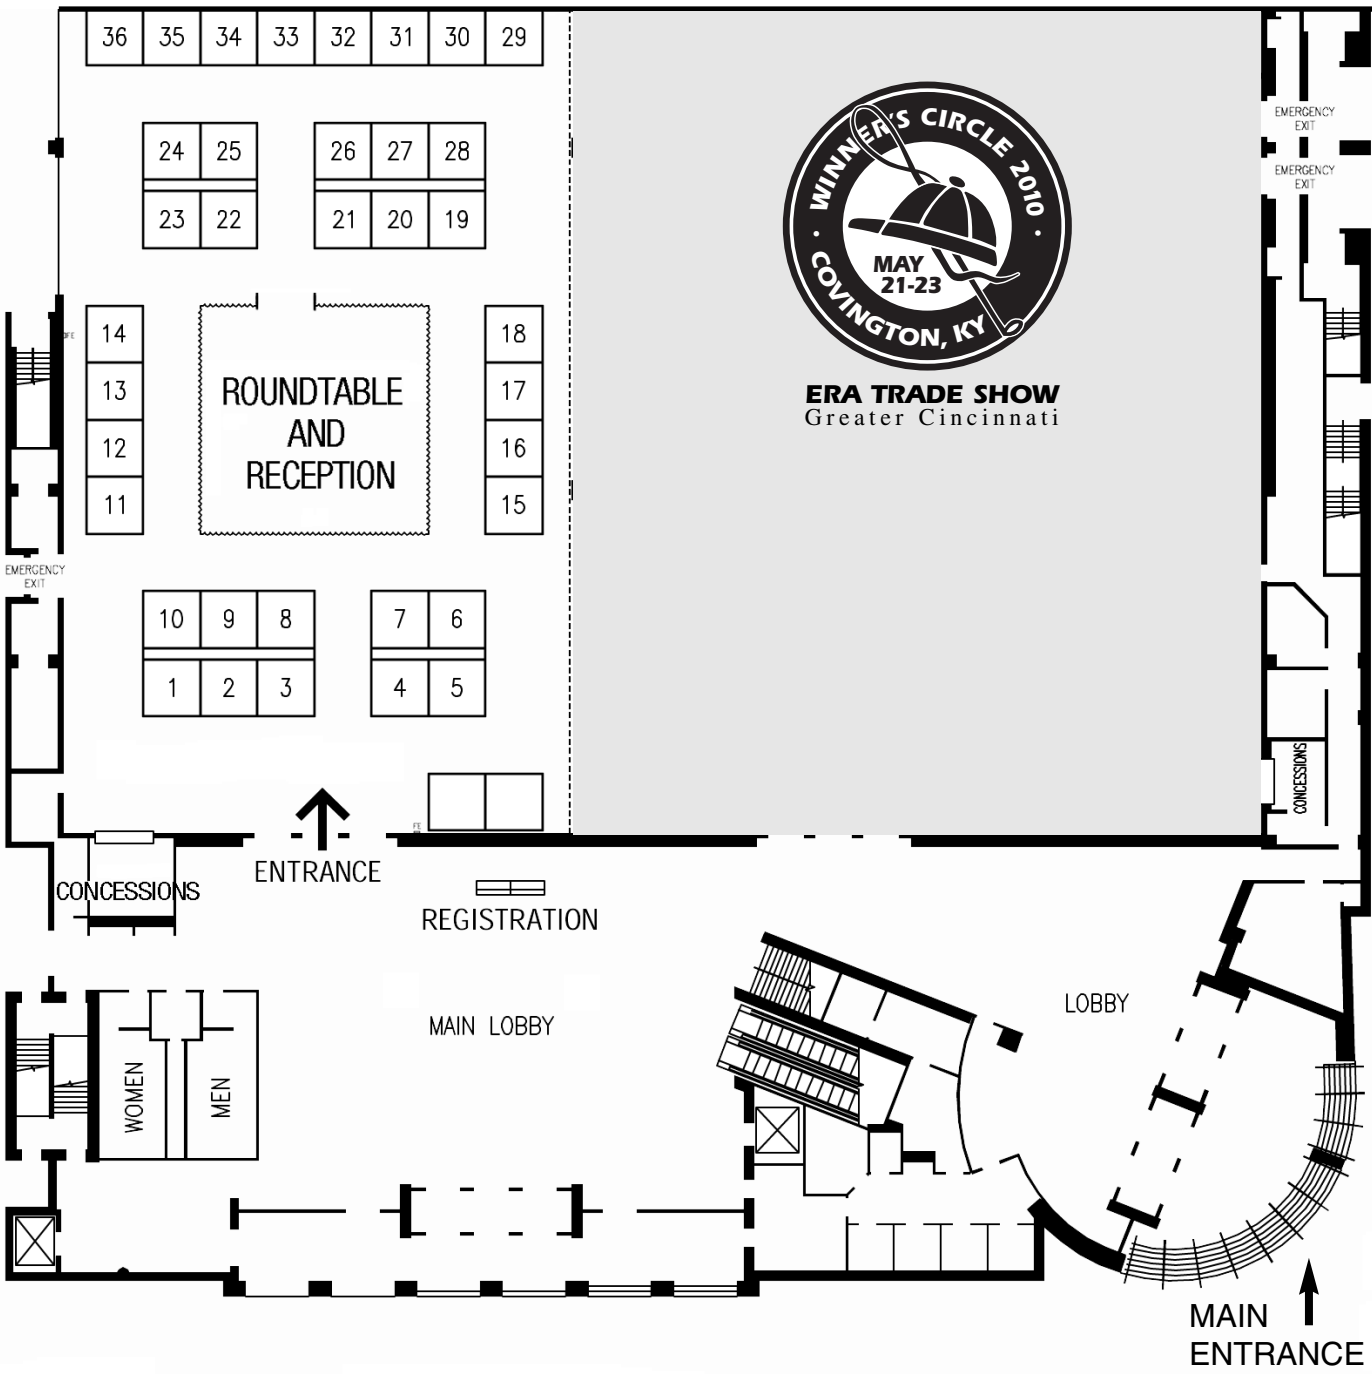 36 35 34 33 32 31 30 29
24 25 26 27 28
23 22 21 20 19
14 18
13 17
12 16
11 15
ROUNDTABLE
AND
RECEPTION
10 9 8 7 6
1 2 3 4 5
WINNER'S CIRCLE 2010
MAY
21-23
COVINGTON, KY
ERA TRADE SHOW
Greater Cincinnati
EMERGENCY
EXIT
EMERGENCY
EXIT
FE
EMERGENCY
EXIT
FE
CONCESSIONS
CONCESSIONS
ENTRANCE
REGISTRATION
MAIN LOBBY
LOBBY
WOMEN
MEN
MAIN
ENTRANCE